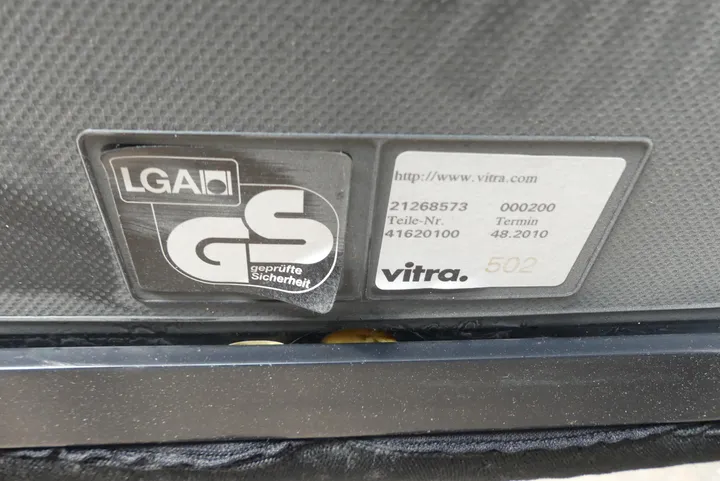 LGA
GS
geprüfte
Sicherheit
http://www.vitra.com
21268573 000200
Teile-Nr. Termin
41620100 48.2010
vitra. 502